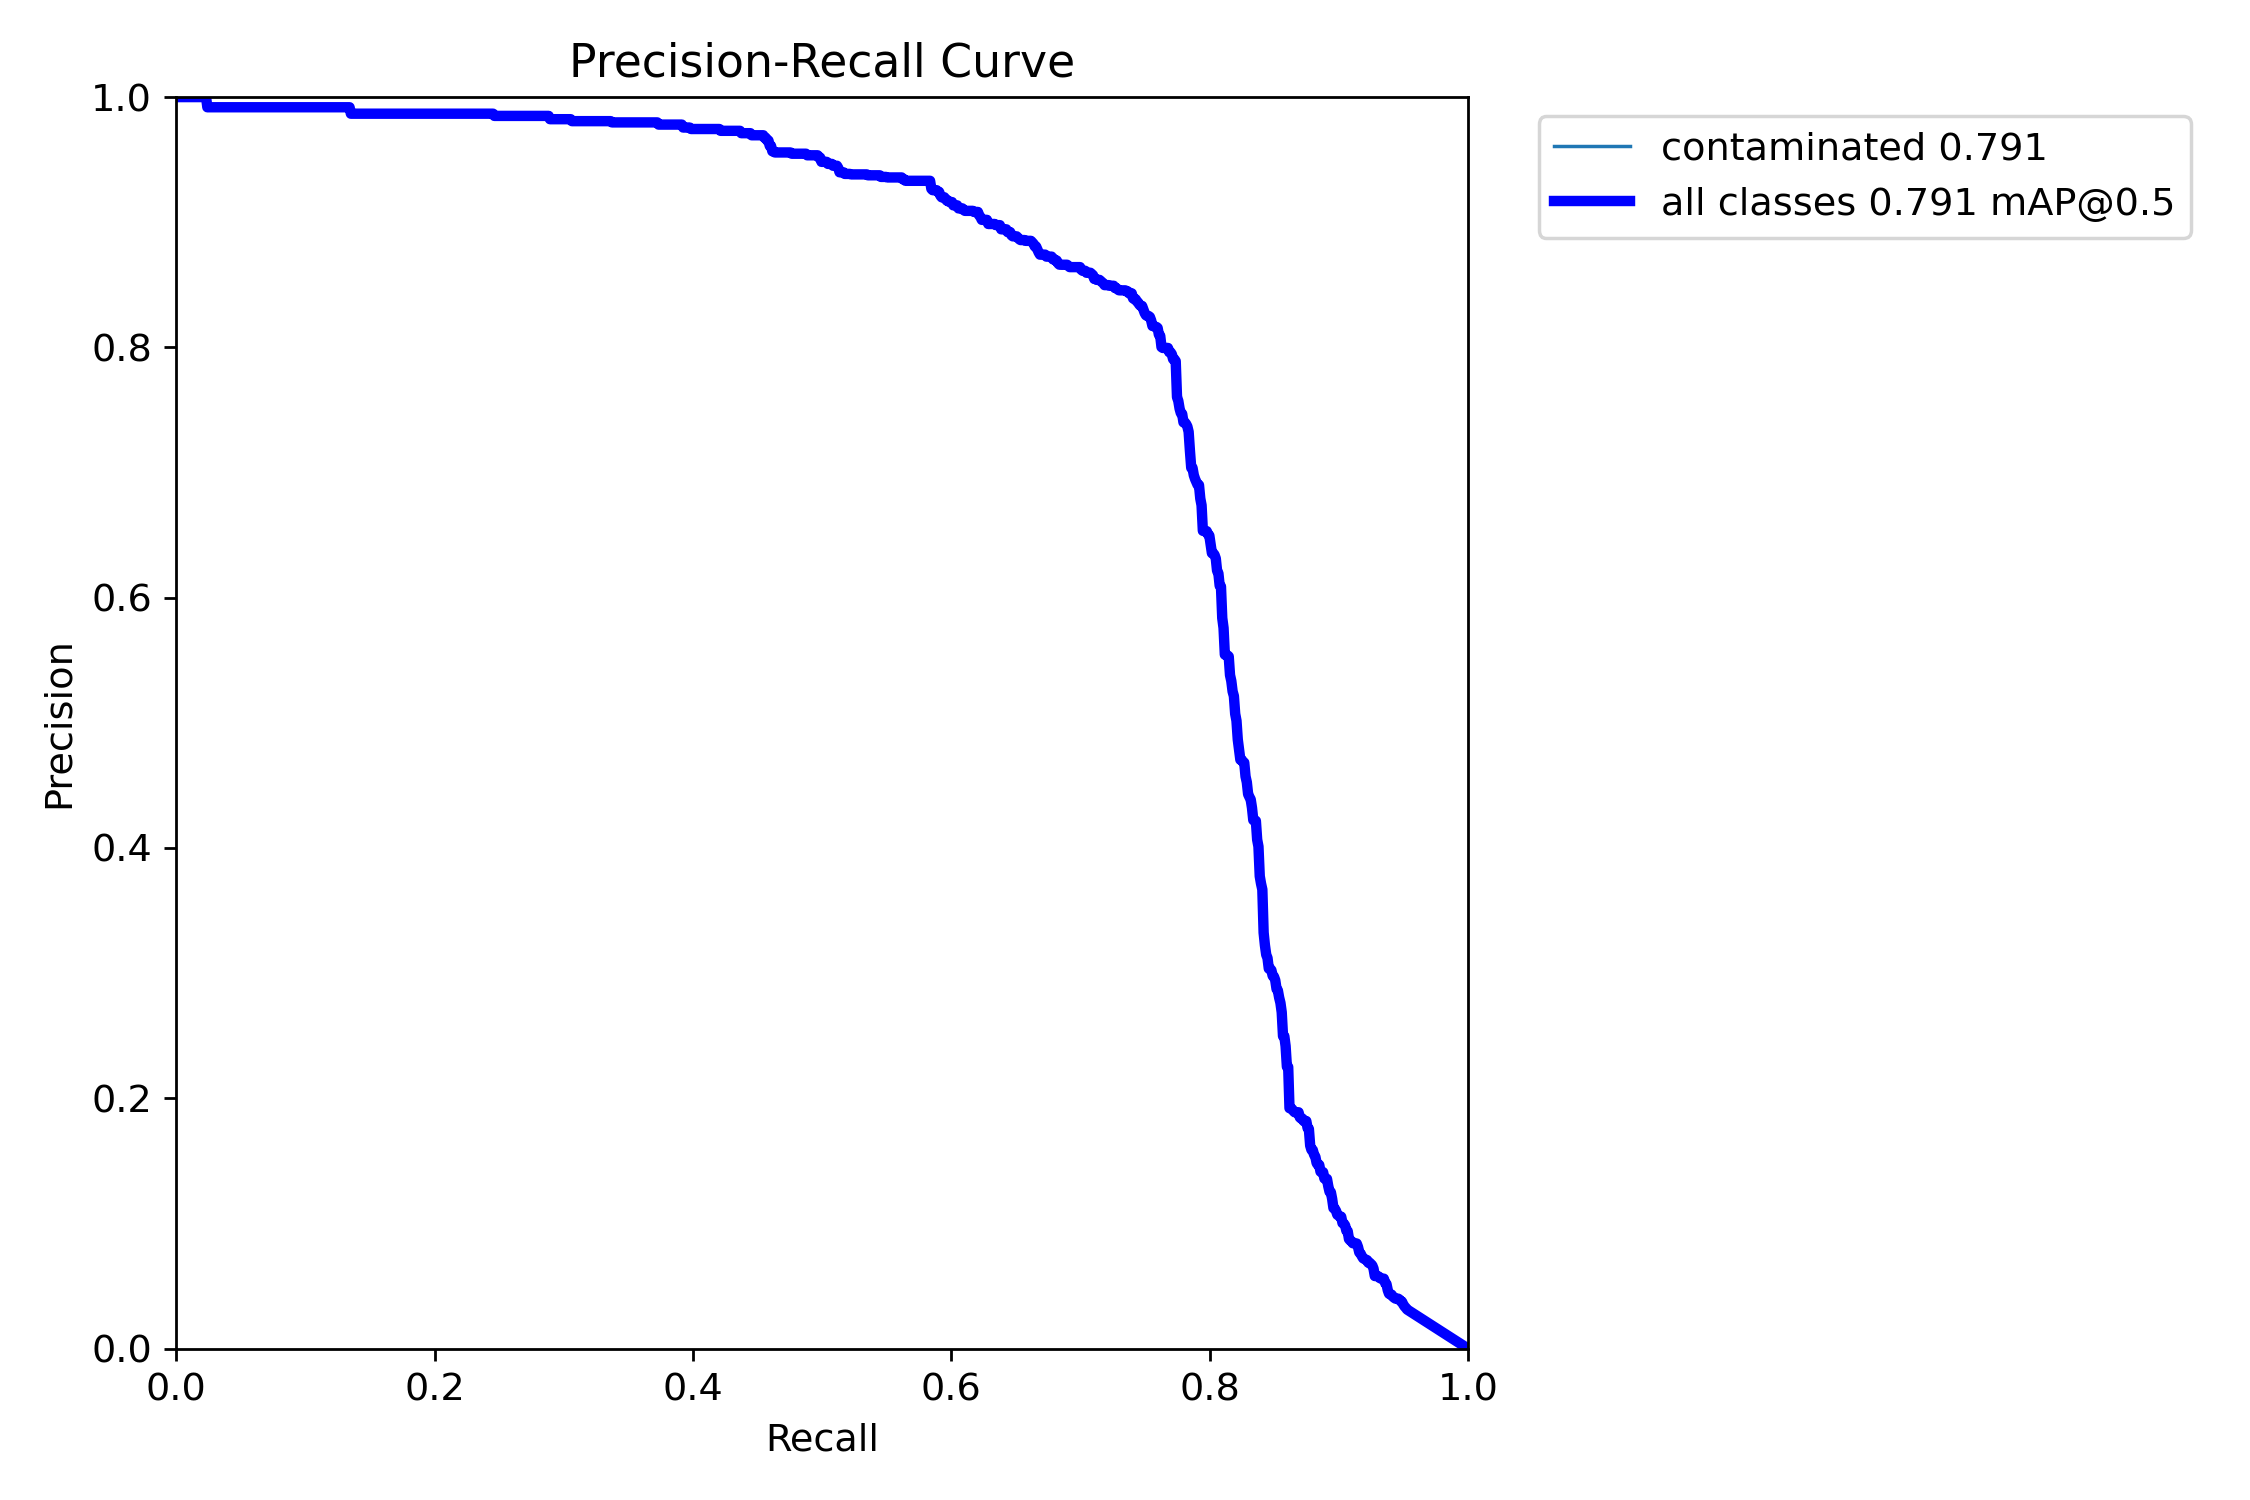 Precision-Recall Curve
contaminated 0.791
all classes 0.791 mAP@0.5
1.0
0.8
0.6
0.4
0.2
0.0
Precision
0.0 0.2 0.4 0.6 0.8 1.0
Recall